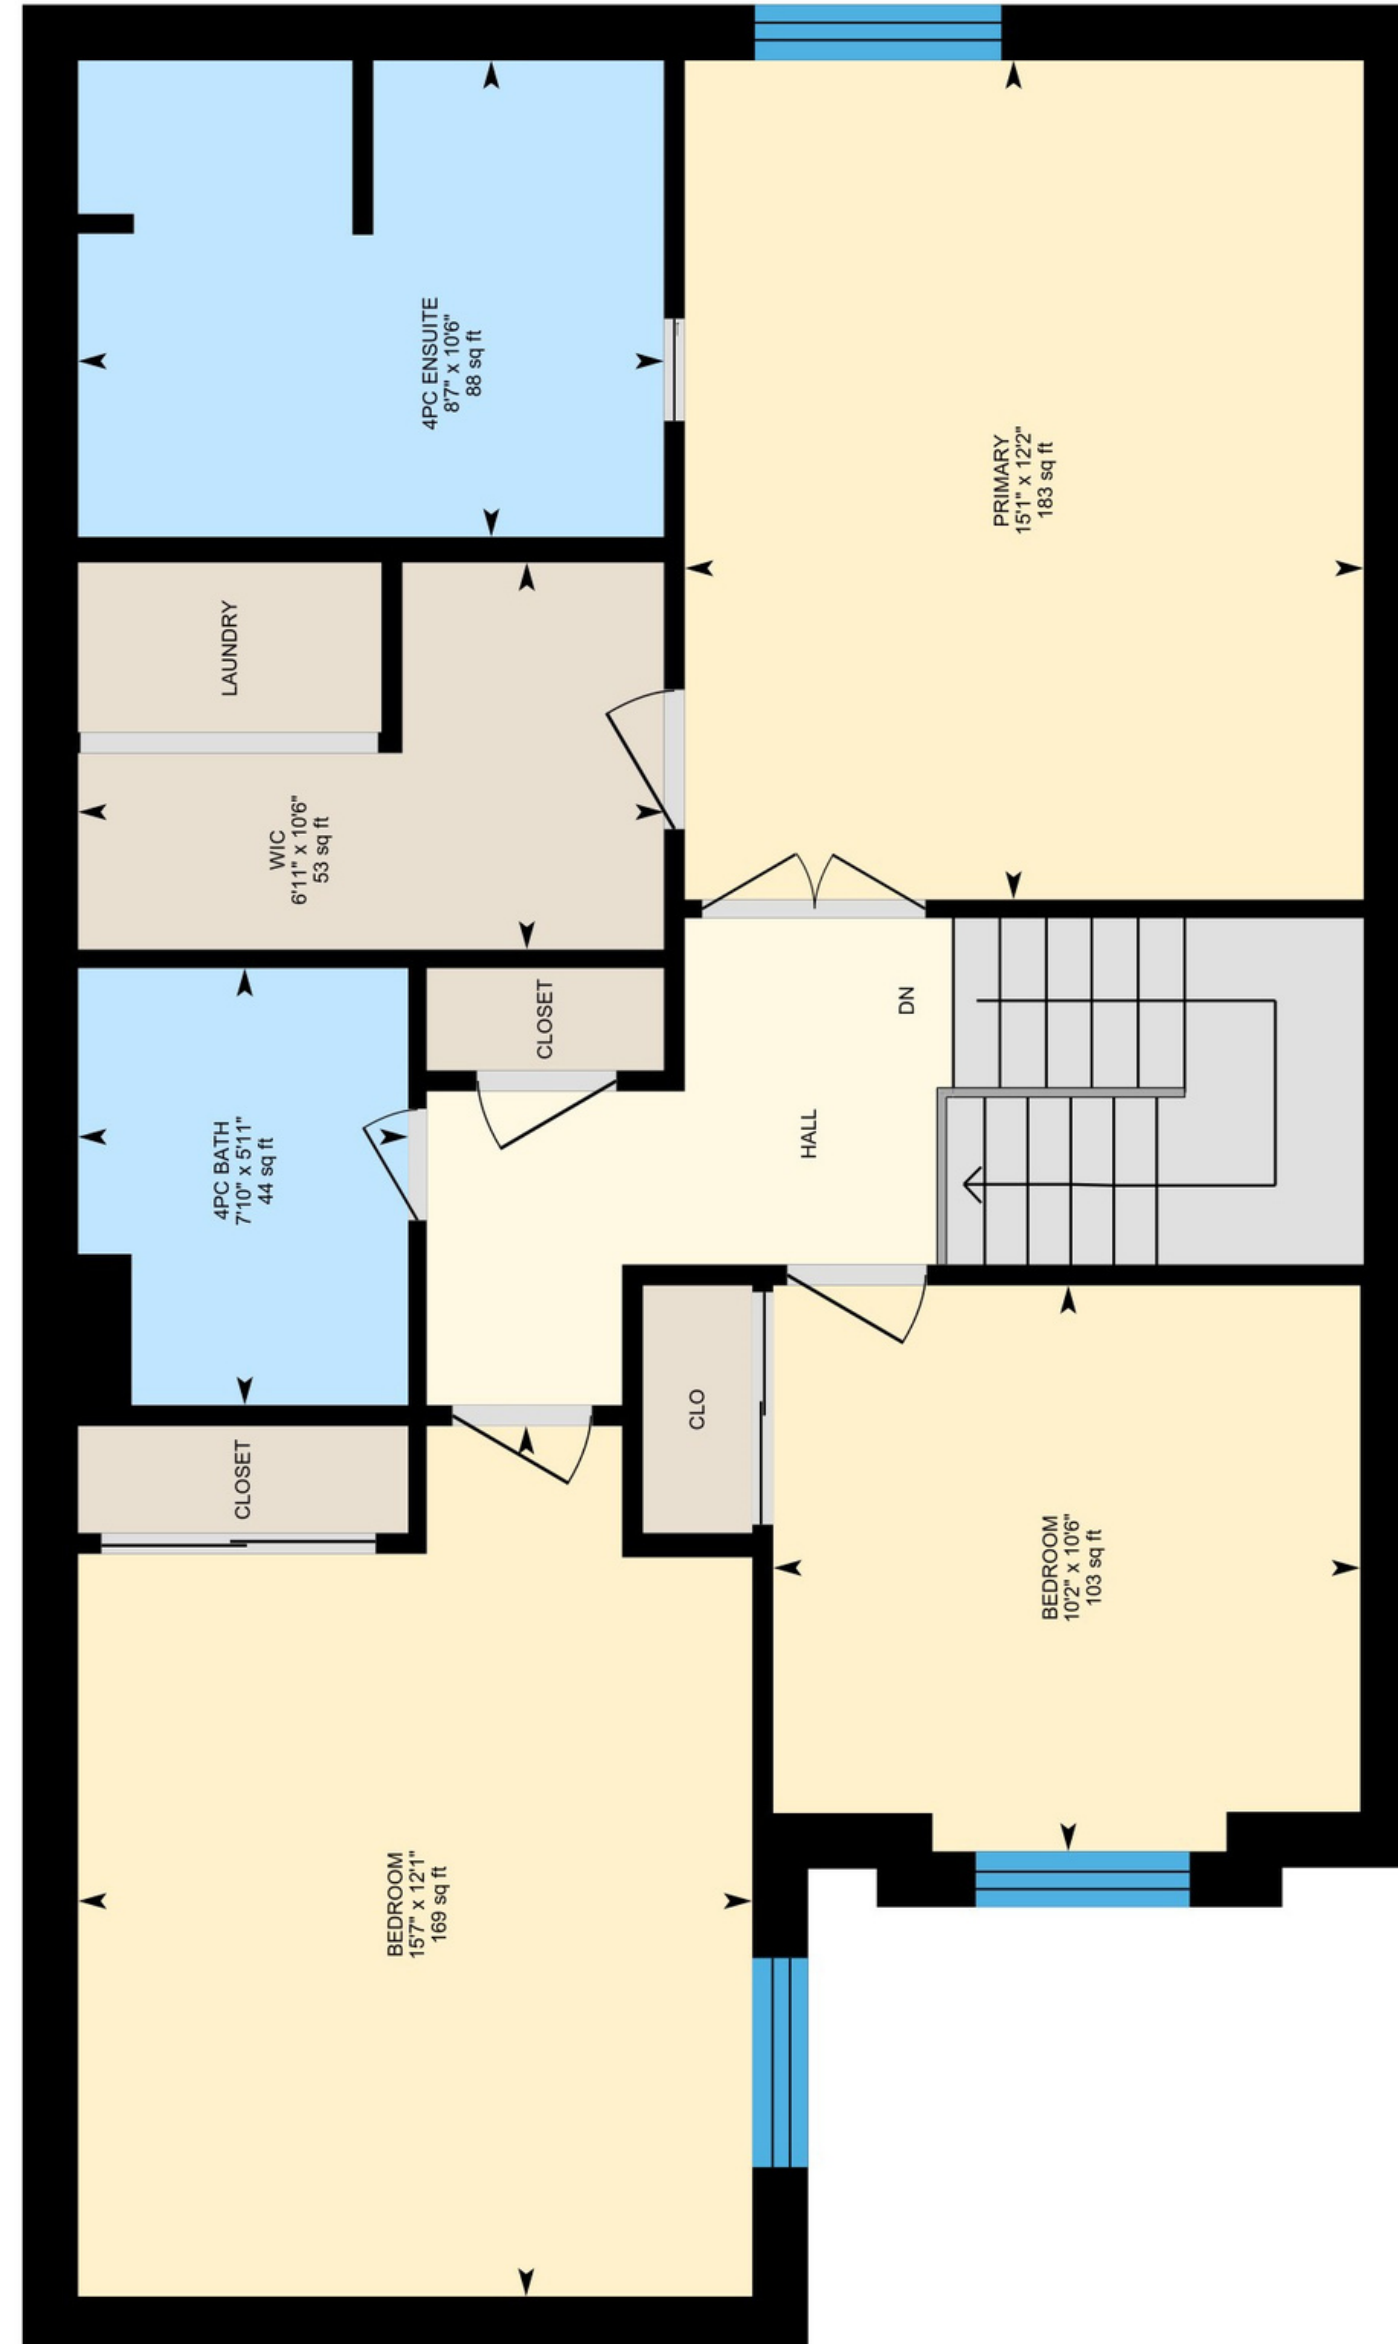 4PC ENSUITE
8'7" x 10'6"
88 sq ft
PRIMARY
15'1" x 12'2"
183 sq ft
LAUNDRY
WIC
6'11" x 10'6"
53 sq ft
CLOSET
DN
4PC BATH
7'10" x 5'11"
44 sq ft
HALL
CLO
CLOSET
BEDROOM
10'2" x 10'6"
103 sq ft
BEDROOM
15'7" x 12'1"
169 sq ft